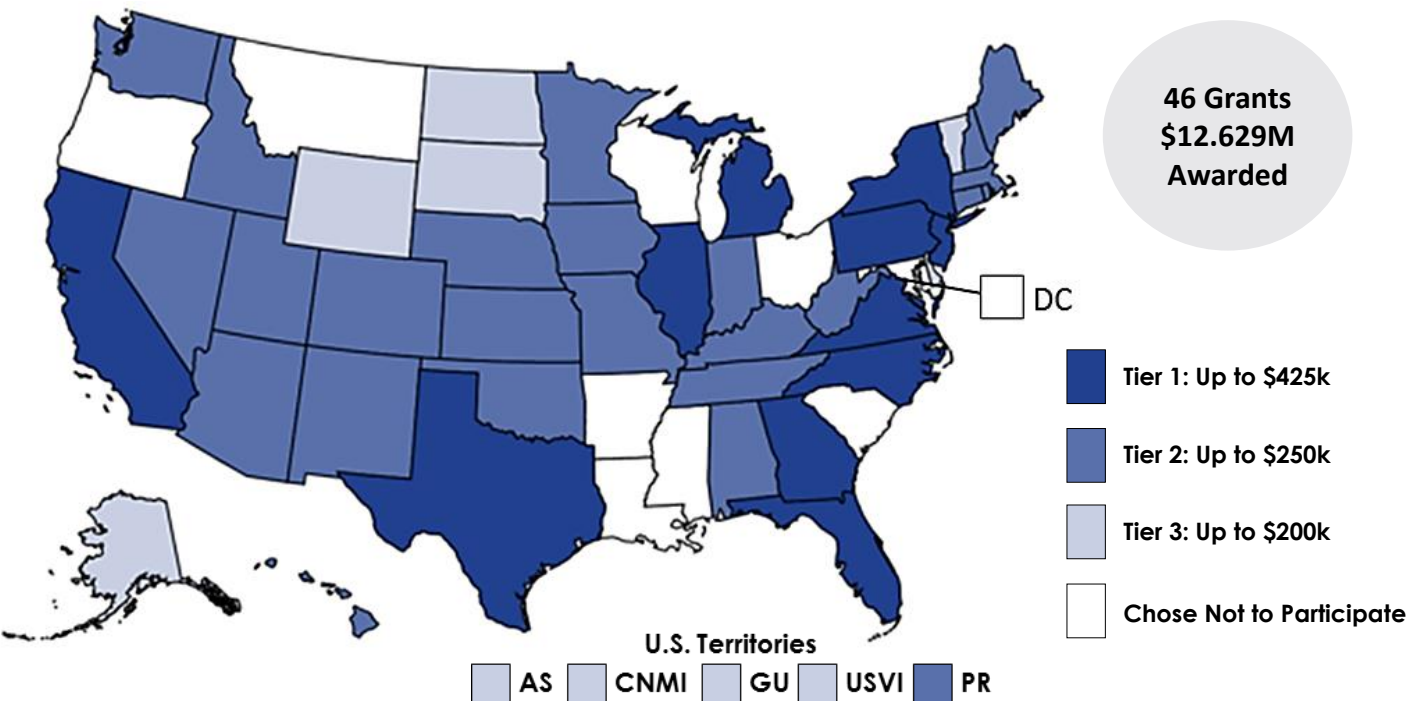 46 Grants
$12.629M
Awarded
DC
Tier 1: Up to $425k
Tier 2: Up to $250k
Tier 3: Up to $200k
Chose Not to Participate
U.S. Territories
AS CNMI GU USVI PR